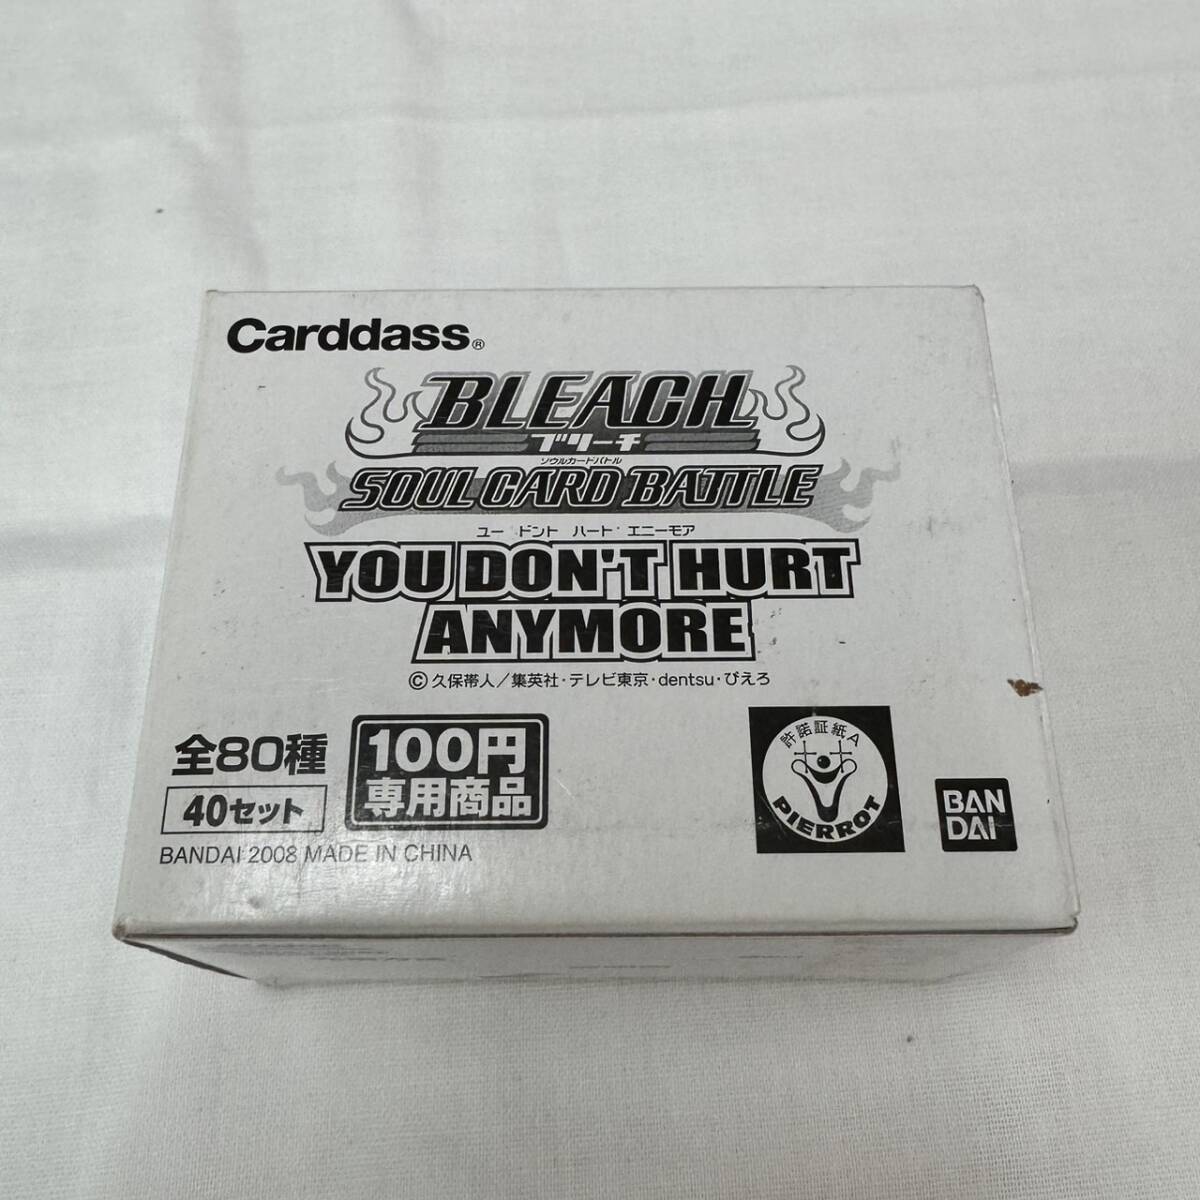 Carddass®
BLEACH
ブリーチ
ソウルカードバトル
SOUL CARD BATTLE
ユー ドント ハート エニーモア
YOU DON'T HURT
ANYMORE
©久保帯人/集英社・テレビ東京・dentsu・ぴえろ
全80種
40セット
100円
専用商品
BANDAI 2008 MADE IN CHINA
許諾証紙A
PIERROT
BAN
DAI